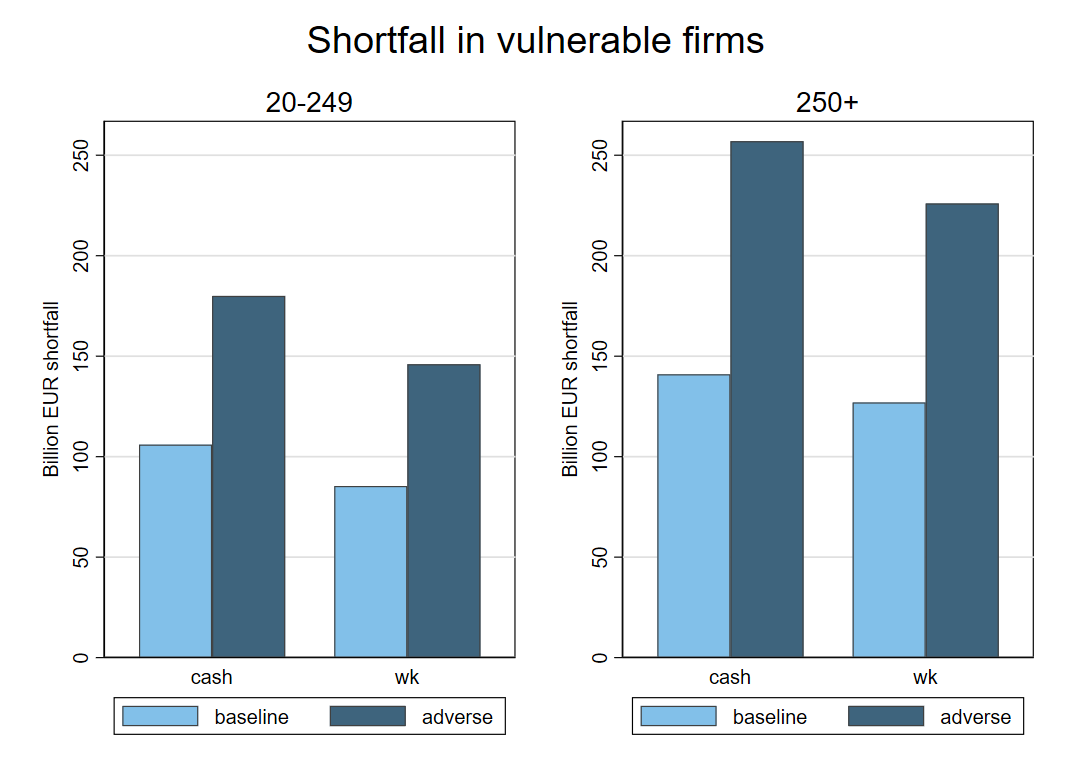 Shortfall in vulnerable firms
20-249
Billion EUR shortfall
250
200
150
100
50
0
cash wk
baseline adverse
250+
Billion EUR shortfall
250
200
150
100
50
0
cash wk
baseline adverse